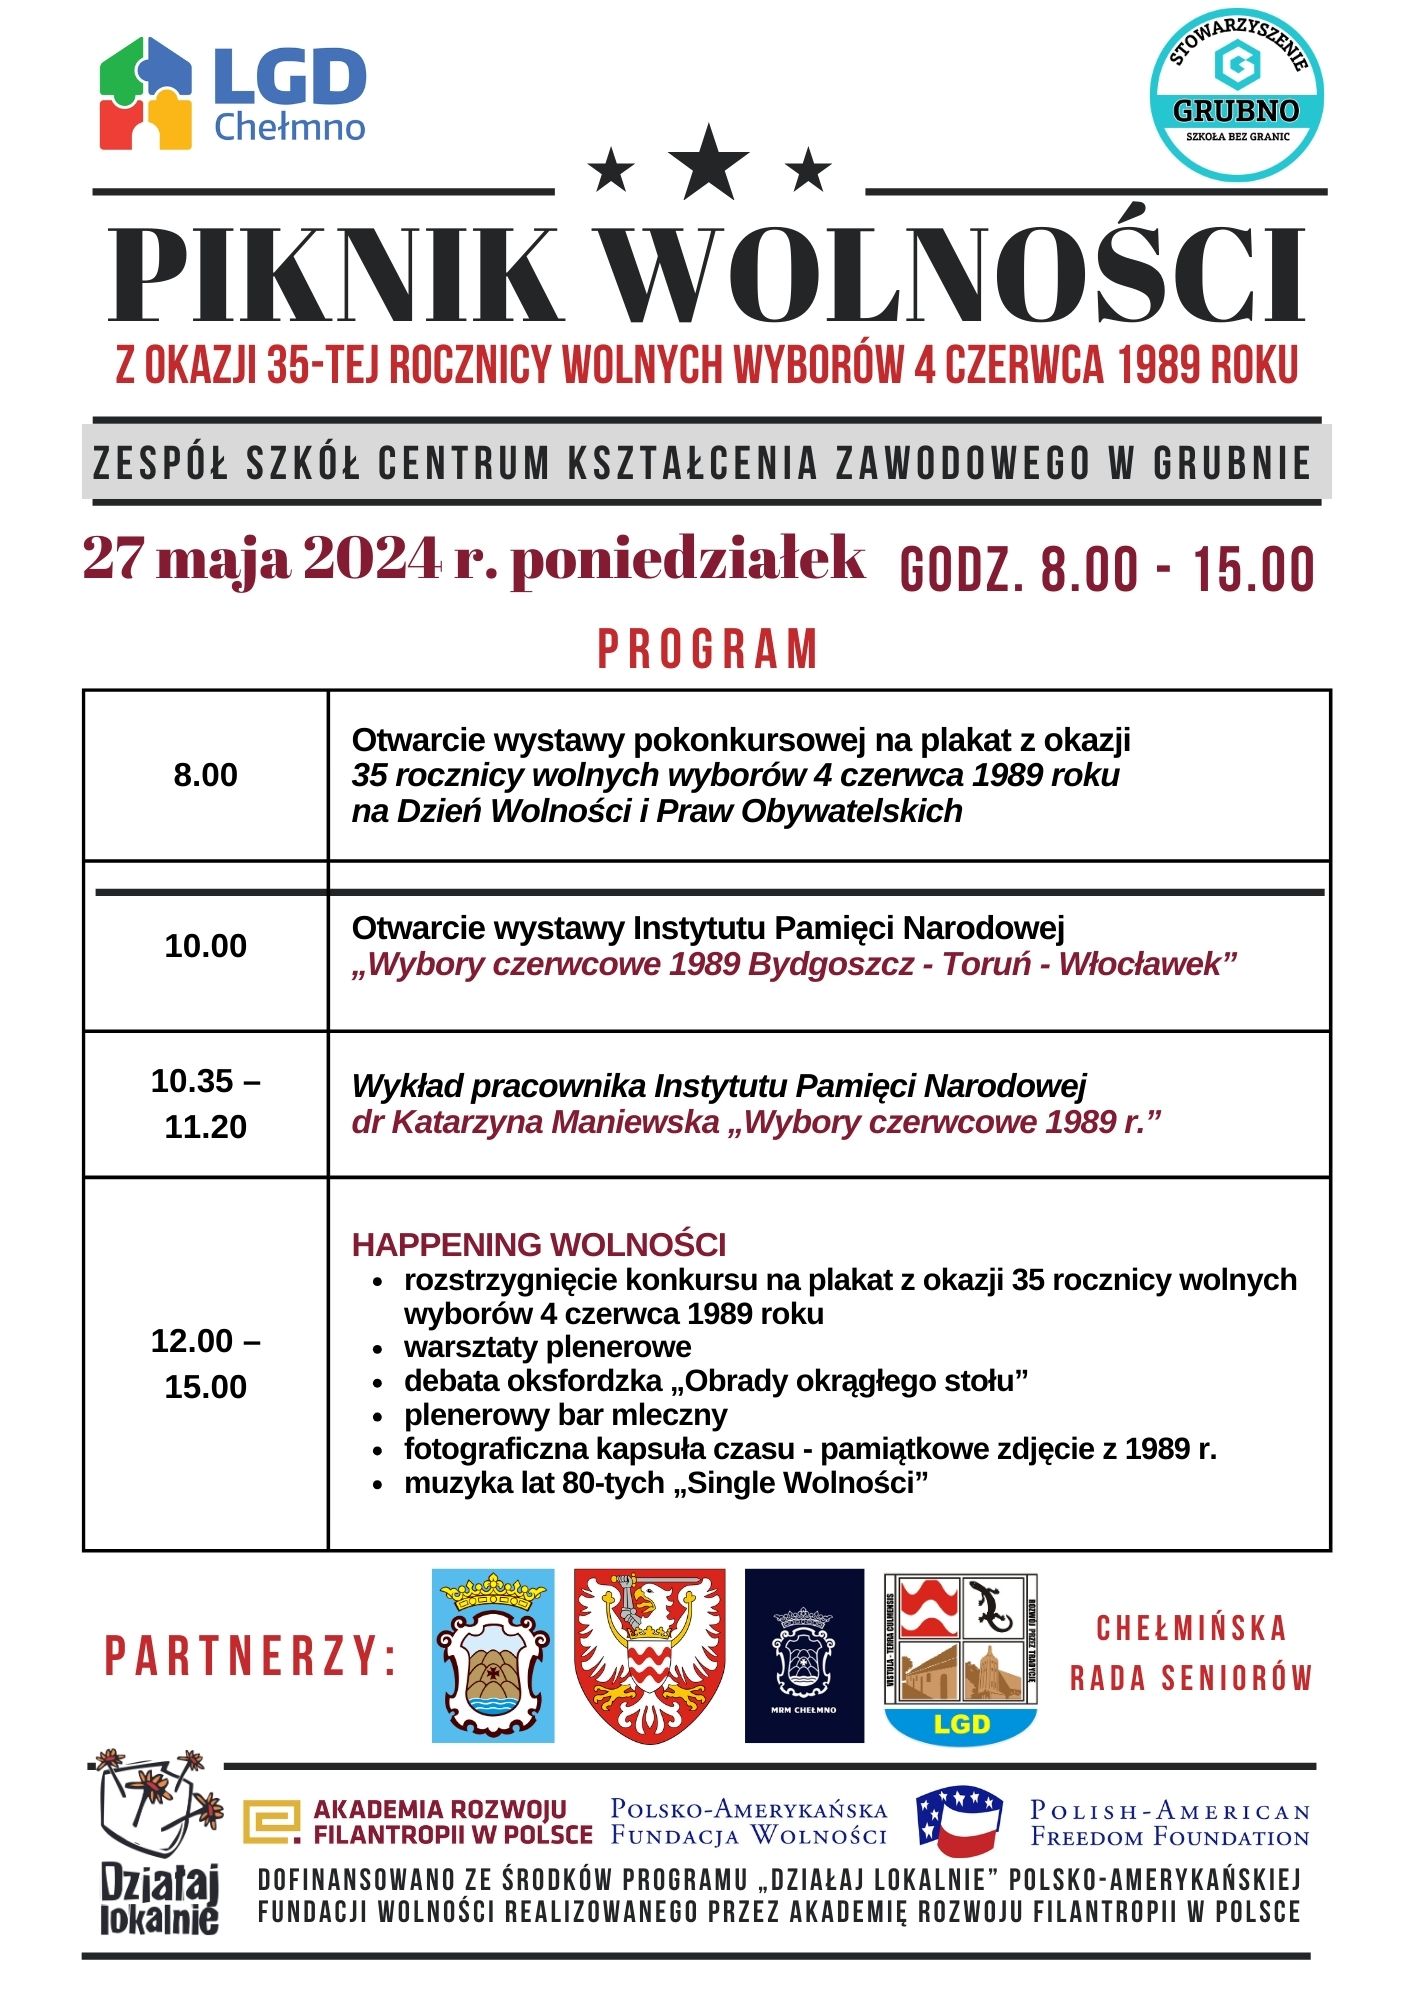 LGD
Chełmno
STOWARZYSZENIE
GRUBNO
SZKOŁA BEZ GRANIC
PIKNIK WOLNOŚCI
Z OKAZJI 35-TEJ ROCZNICY WOLNYCH WYBORÓW 4 CZERWCA 1989 ROKU
ZESPÓŁ SZKÓŁ CENTRUM KSZTAŁCENIA ZAWODOWEGO W GRUBNIE
27 maja 2024 r. poniedziałek GODZ. 8.00 - 15.00
PROGRAM
8.00
Otwarcie wystawy pokonkursowej na plakat z okazji
35 rocznicy wolnych wyborów 4 czerwca 1989 roku
na Dzień Wolności i Praw Obywatelskich
10.00
Otwarcie wystawy Instytutu Pamięci Narodowej
„Wybory czerwcowe 1989 Bydgoszcz - Toruń - Włocławek”
10.35 –
11.20
Wykład pracownika Instytutu Pamięci Narodowej
dr Katarzyna Maniewska „Wybory czerwcowe 1989 r.”
12.00 –
15.00
HAPPENING WOLNOŚCI
• rozstrzygnięcie konkursu na plakat z okazji 35 rocznicy wolnych
wyborów 4 czerwca 1989 roku
• warsztaty plenerowe
• debata oksfordzka „Obrady okrągłego stołu”
• plenerowy bar mleczny
• fotograficzna kapsuła czasu - pamiątkowe zdjęcie z 1989 r.
• muzyka lat 80-tych „Single Wolności”
PARTNERZY:
MRM CHEŁMNO
VISTULA - TERRA CULMENSIS
ROZWÓJ PRZEZ TRADYCJE
LGD
CHEŁMIŃSKA
RADA SENIORÓW
Działaj
lokalnie
AKADEMIA ROZWOJU
FILANTROPII W POLSCE
POLSKO-AMERYKAŃSKA
FUNDACJA WOLNOŚCI
POLISH-AMERICAN
FREEDOM FOUNDATION
DOFINANSOWANO ZE ŚRODKÓW PROGRAMU „DZIAŁAJ LOKALNIE” POLSKO-AMERYKAŃSKIEJ
FUNDACJI WOLNOŚCI REALIZOWANEGO PRZEZ AKADEMIĘ ROZWOJU FILANTROPII W POLSCE